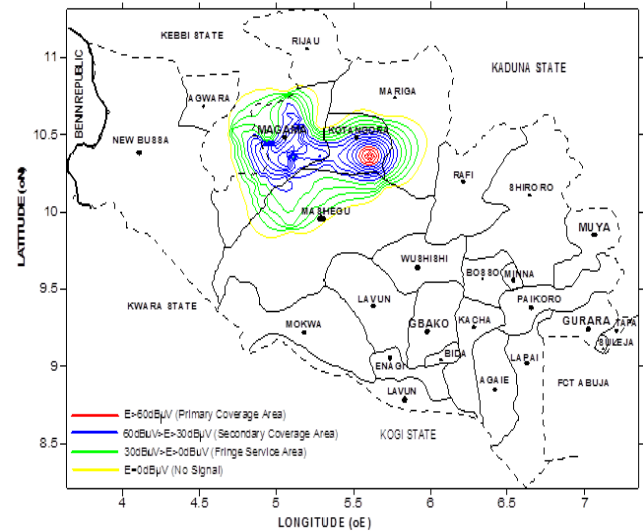 KEBBI STATE
RIJAU
11
KADUNA STATE
BENIN REPUBLIC
AGWARA
MARIGA
10.5
MAGAMA
KOTANGORA
NEW BUSSA
RAFI
SHIRORO
10
MASHEGU
MUYA
LATITUDE (oN)
WUSHISHI
BOSSO
MINNA
9.5
KWARA STATE
LAVUN
PAIKORO
MOKWA
GBAKO
KACHA
GURARA
TAFA
SULEJA
9
ENAGI
BIDA
LAPAI
LAVUN
AGAIE
FCT ABUJA
KOGI STATE
8.5
E>60dBµV (Primary Coverage Area)
60dBuV>E>30dBµV (Secondary Coverage Area)
30dBuV>E>0dBuV (Fringe Service Area)
E=0dBµV (No Signal)
4 4.5 5 5.5 6 6.5 7
LONGITUDE (oE)